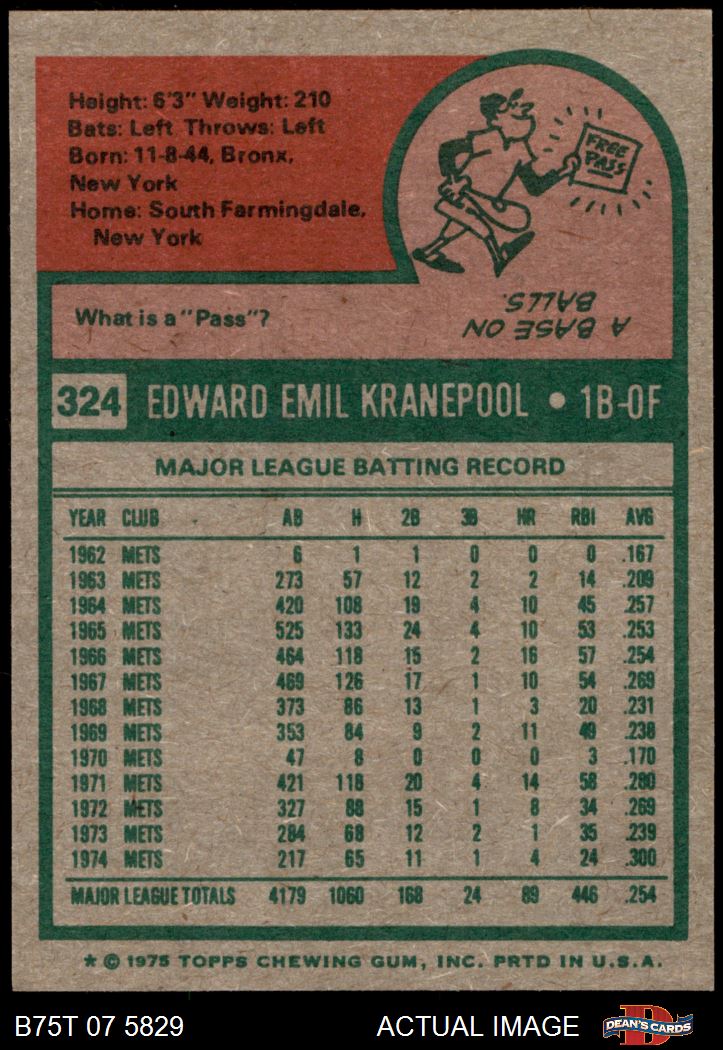 Height: 6'3" Weight: 210
Bats: Left Throws: Left
Born: 11-8-44, Bronx,
New York
Home: South Farmingdale,
New York
FREE
PASS
What is a "Pass"?
A BASE ON
BALLS.
324 EDWARD EMIL KRANEPOOL • 1B-OF
MAJOR LEAGUE BATTING RECORD
YEAR CLUB AB H 2B 3B HR RBI AVG
1962 METS 6 1 1 0 0 0 .167
1963 METS 273 57 12 2 2 14 .209
1964 METS 420 108 19 4 10 45 .257
1965 METS 525 133 24 4 10 53 .253
1966 METS 464 118 15 2 16 57 .254
1967 METS 469 126 17 1 10 54 .269
1968 METS 373 86 13 1 3 20 .231
1969 METS 353 84 9 2 11 49 .238
1970 METS 47 8 0 0 0 3 .170
1971 METS 421 118 20 4 14 58 .280
1972 METS 327 88 15 1 8 34 .269
1973 METS 284 68 12 2 1 35 .239
1974 METS 217 65 11 1 4 24 .300
MAJOR LEAGUE TOTALS 4179 1060 168 24 89 446 .254
* © 1975 TOPPS CHEWING GUM, INC. PRTD IN U.S.A.
B75T 07 5829 ACTUAL IMAGE DEAN'S CARDS